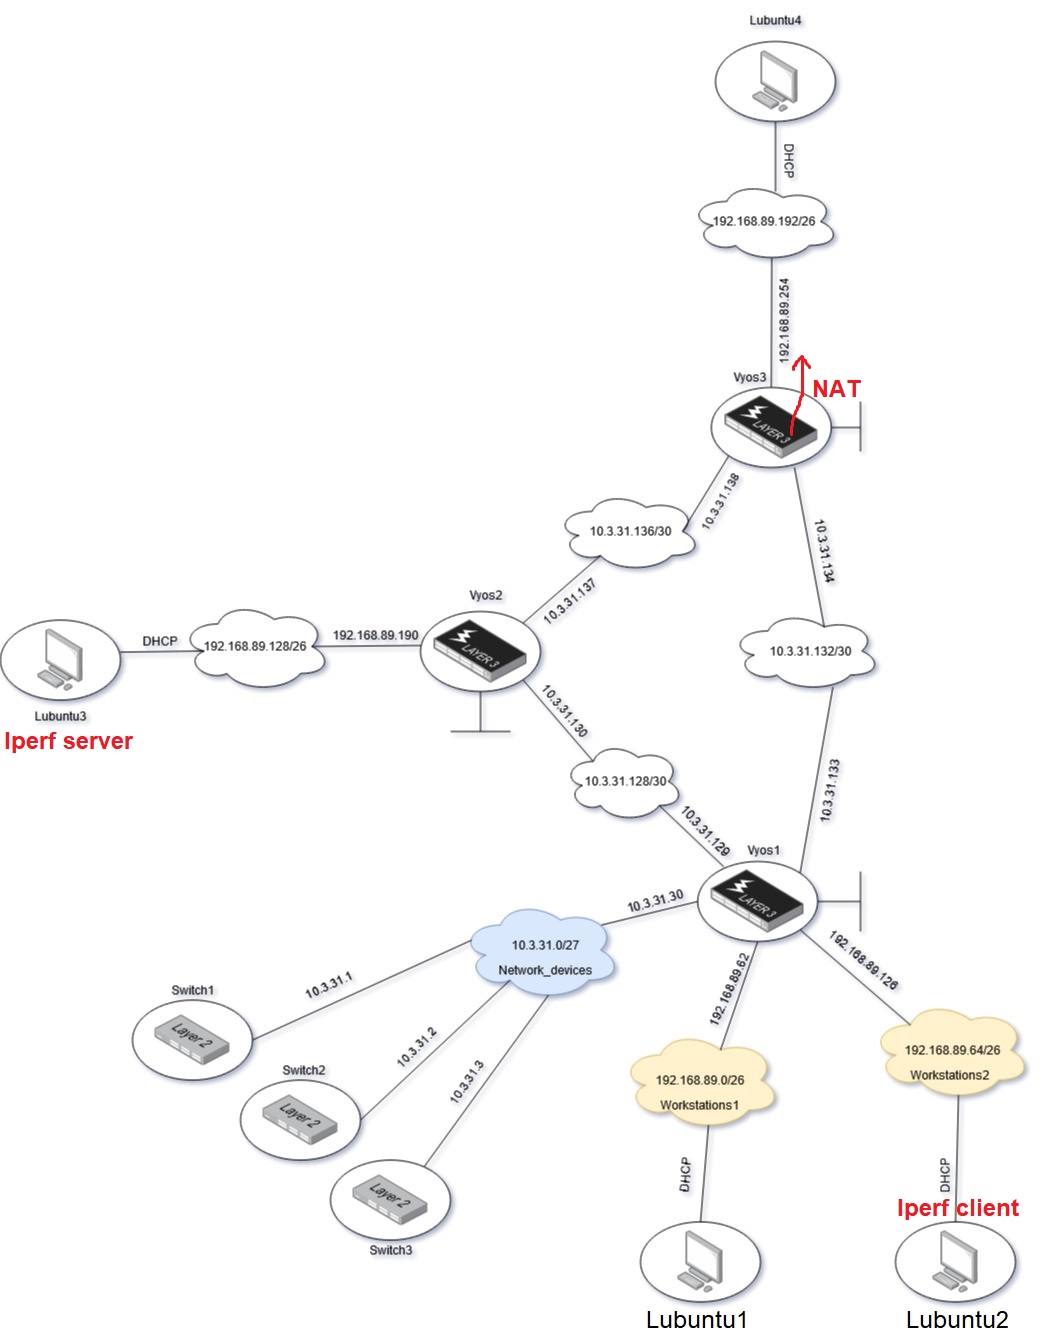 Lubuntu4
DHCP
192.168.89.192/26
192.168.89.254
Vyos3
NAT
LAYER 3
10.3.31.138
10.3.31.136/30
10.3.31.134
10.3.31.137
Vyos2
LAYER 3
192.168.89.190
192.168.89.128/26
DHCP
Lubuntu3
Iperf server
10.3.31.132/30
10.3.31.130
10.3.31.128/30
10.3.31.133
10.3.31.129
Vyos1
LAYER 3
10.3.31.30
10.3.31.0/27
Network_devices
192.168.89.62
192.168.89.126
Switch1
Layer 2
10.3.31.1
10.3.31.2
10.3.31.3
Switch2
Layer 2
Switch3
Layer 2
192.168.89.0/26
Workstations1
192.168.89.64/26
Workstations2
DHCP
DHCP
Iperf client
Lubuntu1
Lubuntu2